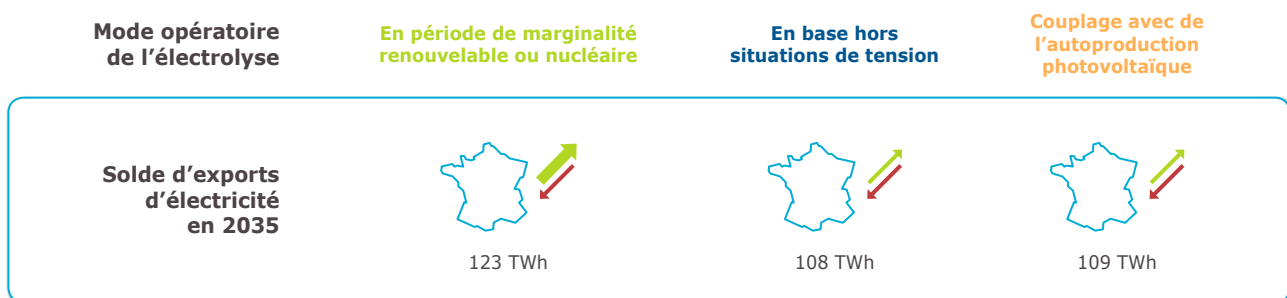 Mode opératoire
de l’électrolyse
En période de marginalité
renouvelable ou nucléaire
En base hors
situations de tension
Couplage avec de
l’autoproduction
photovoltaïque
Solde d’exports
d’électricité
en 2035
123 TWh
108 TWh
109 TWh